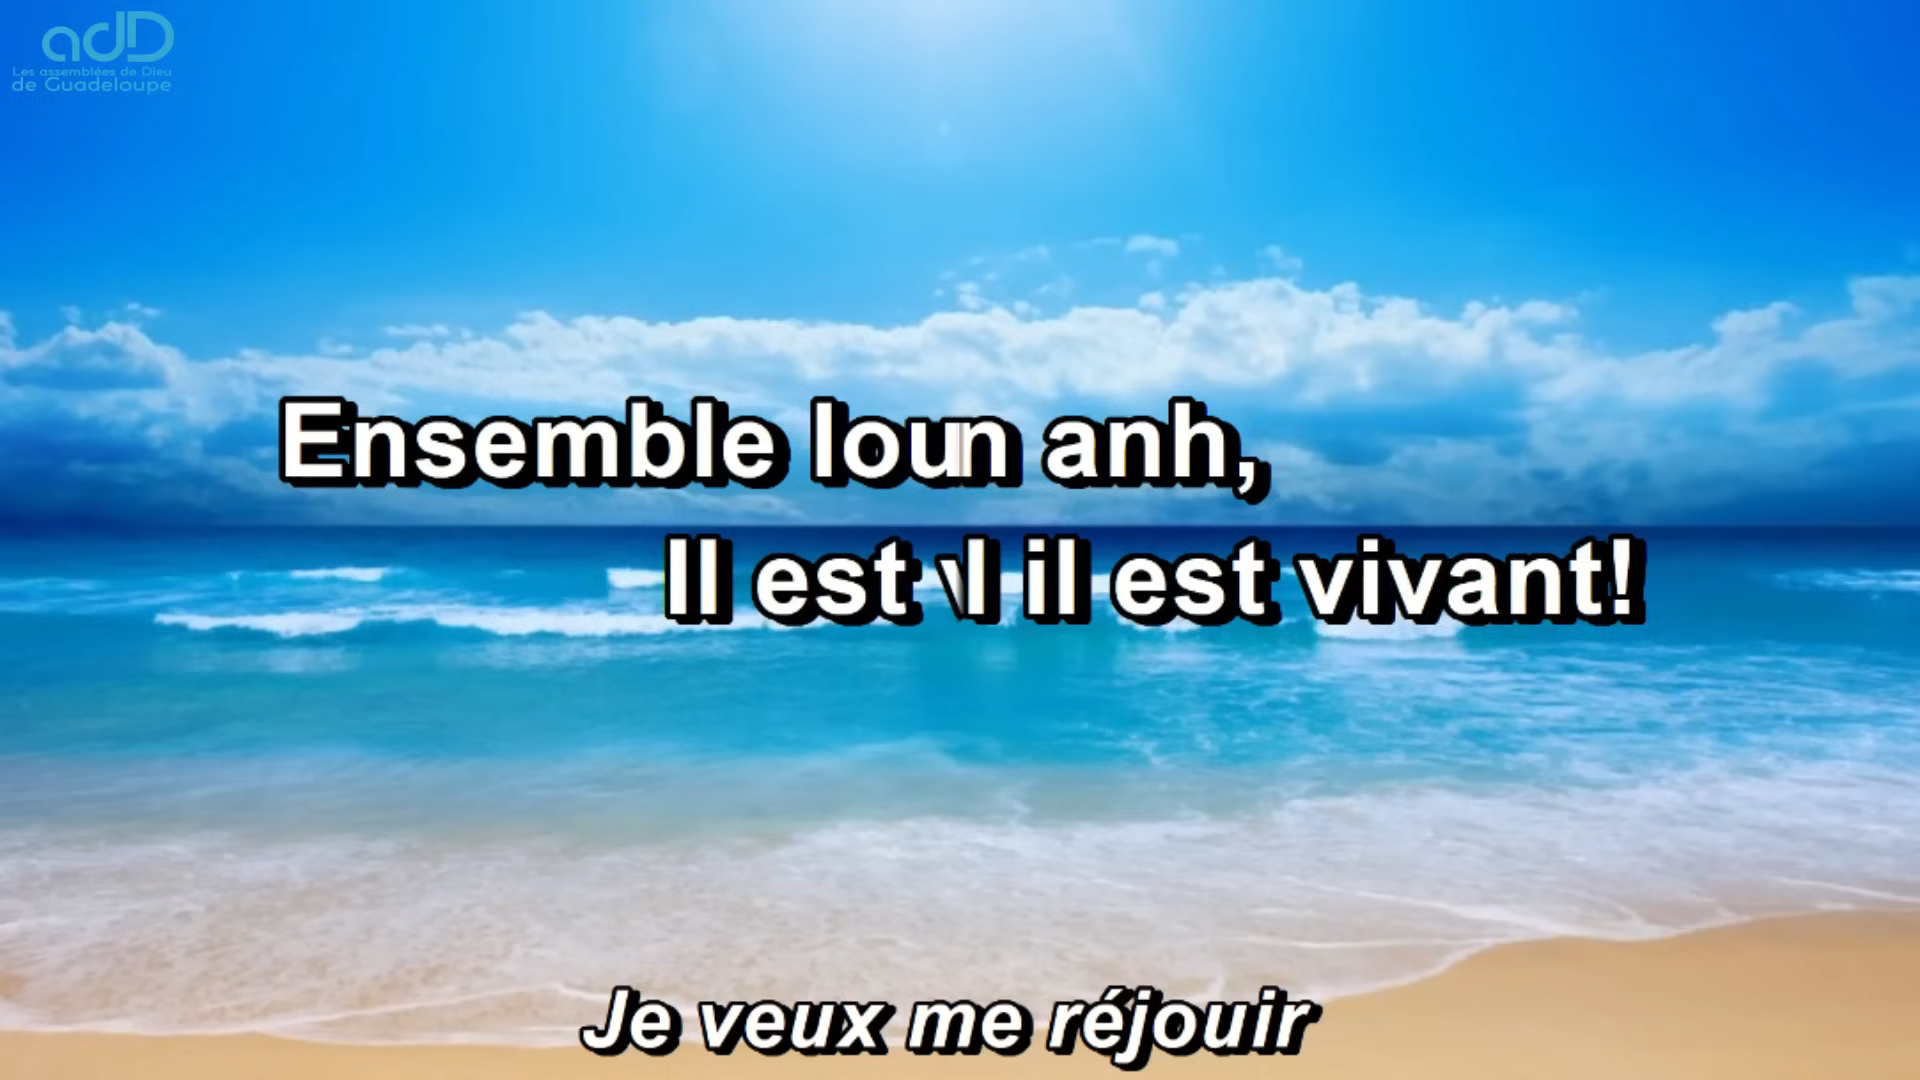 adD
Les assemblées de Dieu
de Guadeloupe
Ensemble loun anh,
Il est il est vivant!
Je veux me réjouir